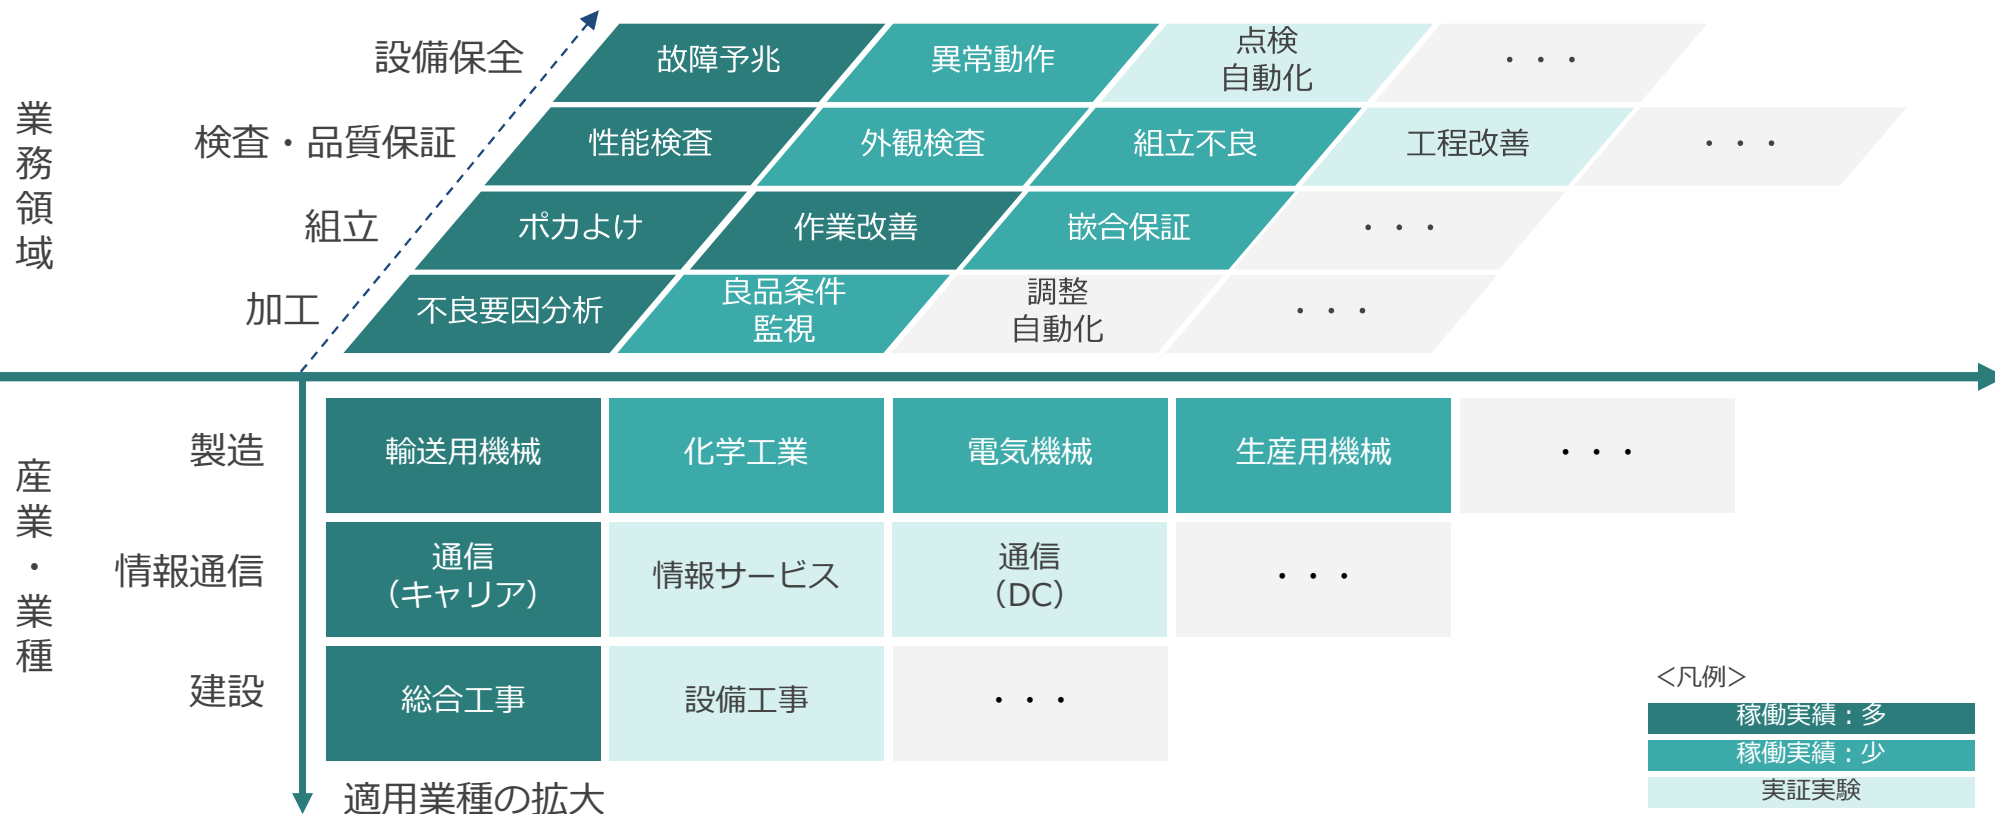 業務領域
設備保全
故障予兆
異常動作
点検
自動化
・・・
検査・品質保証
性能検査
外観検査
組立不良
工程改善
・・・
組立
ポカよけ
作業改善
嵌合保証
・・・
加工
不良要因分析
良品条件
監視
調整
自動化
・・・
産業・業種
製造
輸送用機械
化学工業
電気機械
生産用機械
・・・
情報通信
通信
（キャリア）
情報サービス
通信
（DC）
・・・
建設
総合工事
設備工事
・・・
適用業種の拡大
＜凡例＞
稼働実績：多
稼働実績：少
実証実験